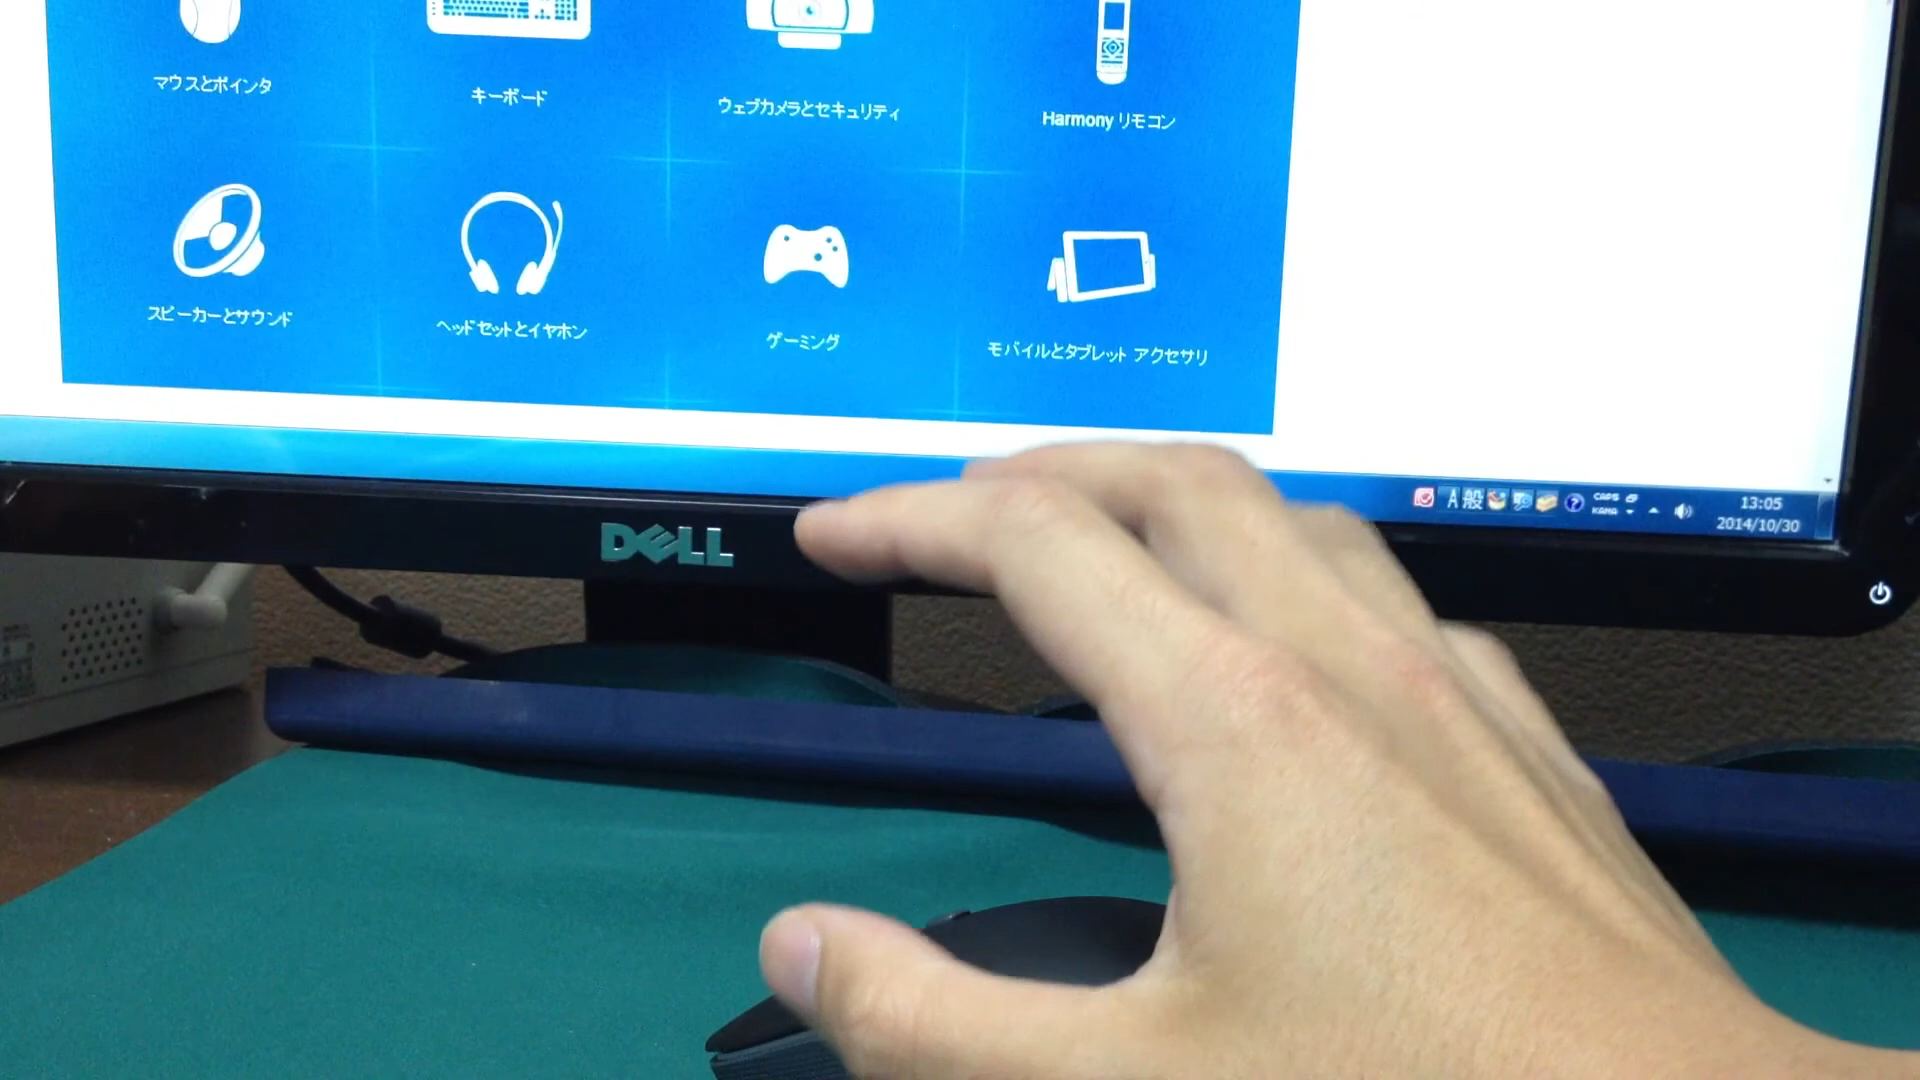 マウスとポインタ
キーボード
ウェブカメラとセキュリティ
Harmony リモコン
スピーカーとサウンド
ヘッドセットとイヤホン
ゲーミング
モバイルとタブレット アクセサリ
A 般
CAPS
KANA
13:05
2014/10/30
DELL